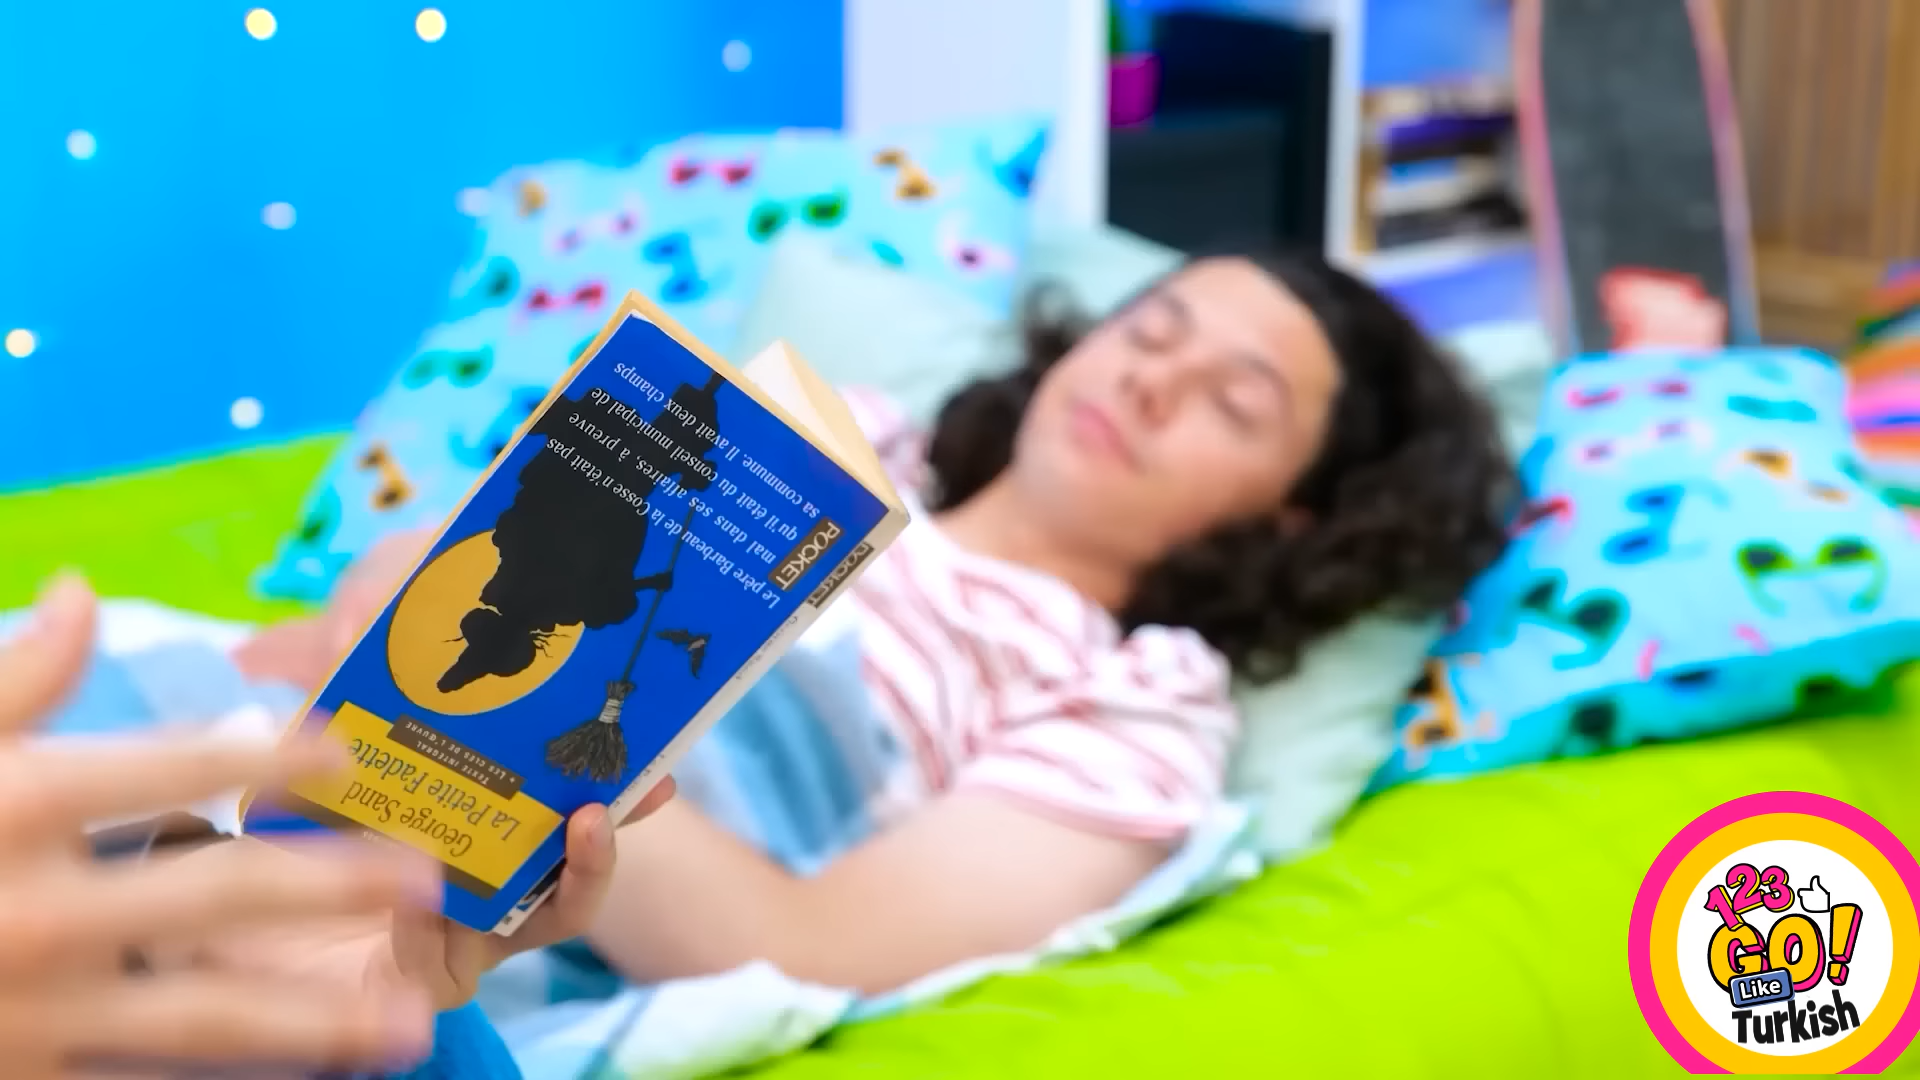 George Sand
La Petite Fadette
TEXTE INTÉGRAL
+ LES CLÉS DE L'ŒUVRE
Le père Barbeau de la Cosse n'était pas
mal dans ses affaires, à preuve
qu'il était du conseil municipal de
sa commune. Il avait deux champs
POCKET
POCKET
123
GO!
Like
Turkish